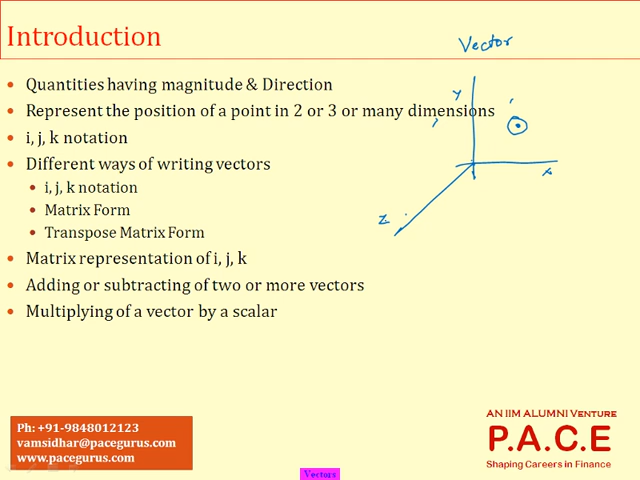 Introduction
Vector
• Quantities having magnitude & Direction
• Represent the position of a point in 2 or 3 or many dimensions
• i, j, k notation
• Different ways of writing vectors
• i, j, k notation
• Matrix Form
• Transpose Matrix Form
• Matrix representation of i, j, k
• Adding or subtracting of two or more vectors
• Multiplying of a vector by a scalar
Y
x
Z
Ph: +91-9848012123
vamsidhar@pacegurus.com
www.pacegurus.com
AN IIM ALUMNI VENTURE
P.A.C.E
Shaping Careers in Finance
Vectors